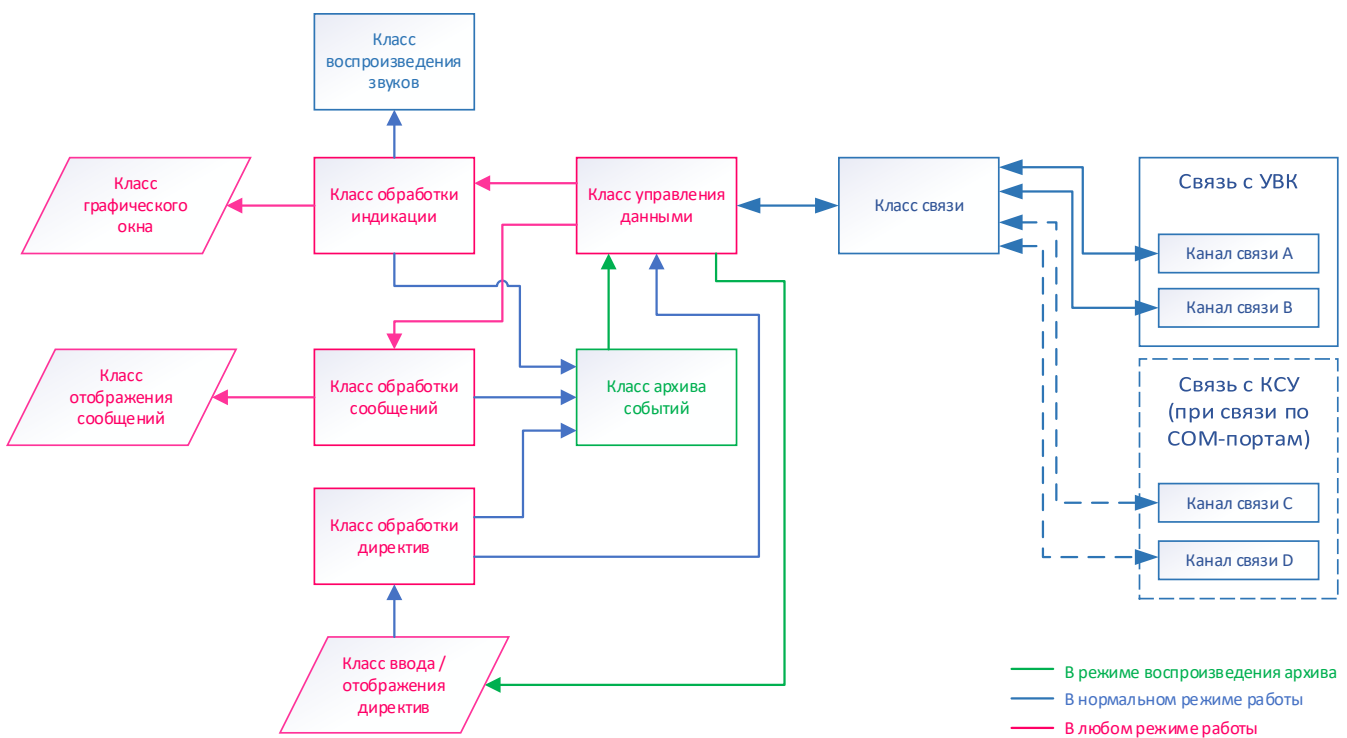 Класс
воспроизведения
звуков
Класс
графического
окна
Класс обработки
индикации
Класс управления
данными
Класс связи
Связь с УВК
Канал связи A
Канал связи B
Класс
отображения
сообщений
Класс обработки
сообщений
Класс архива
событий
Связь с КСУ
(при связи по
COM-портам)
Канал связи C
Канал связи D
Класс обработки
директив
Класс ввода /
отображения
директив
В режиме воспроизведения архива
В нормальном режиме работы
В любом режиме работы